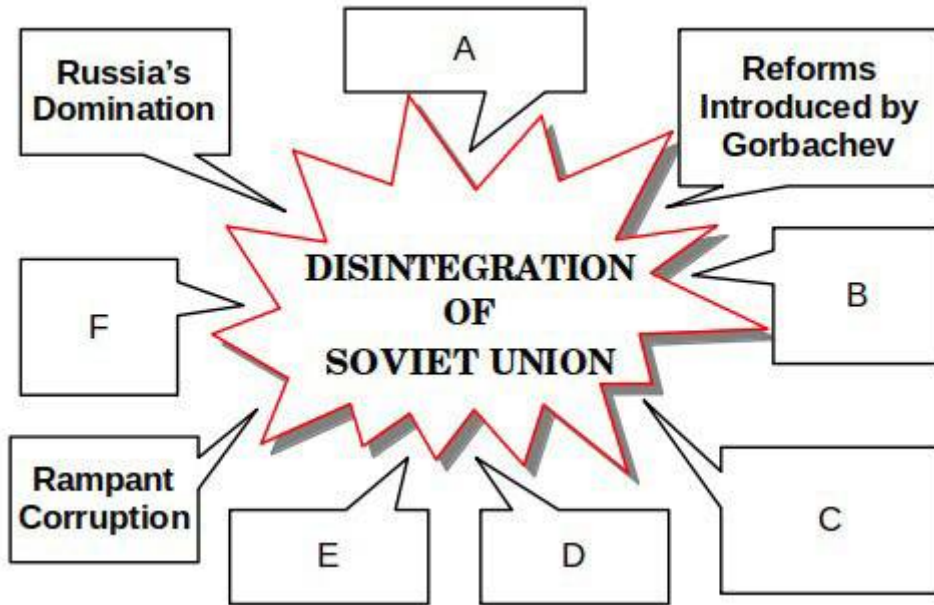 A
Russia's
Domination
Reforms
Introduced by
Gorbachev
DISINTEGRATION
OF
SOVIET UNION
B
F
Rampant
Corruption
E
D
C